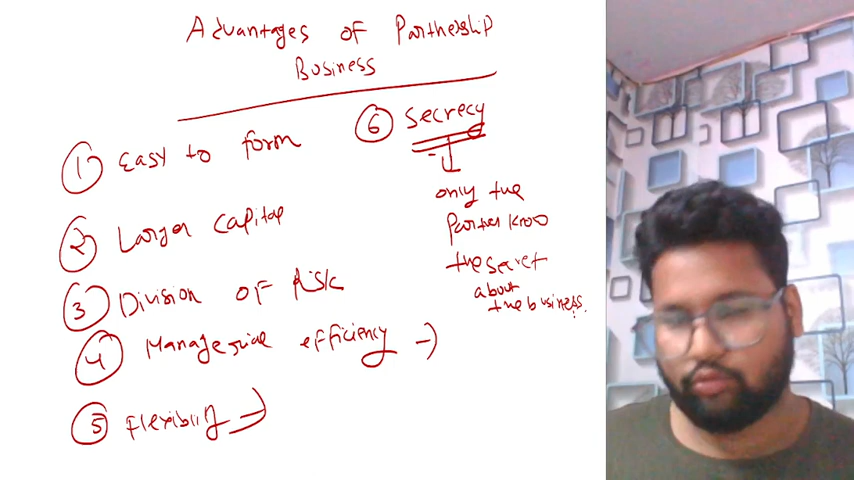 Advantages of Partnership
Business
① Easy to form
② Larger capital
③ Division of Risk
④ Managerial efficiency →
⑤ Flexibility →
⑥ Secrecy
only the
Partner know
the secret
about
the business.